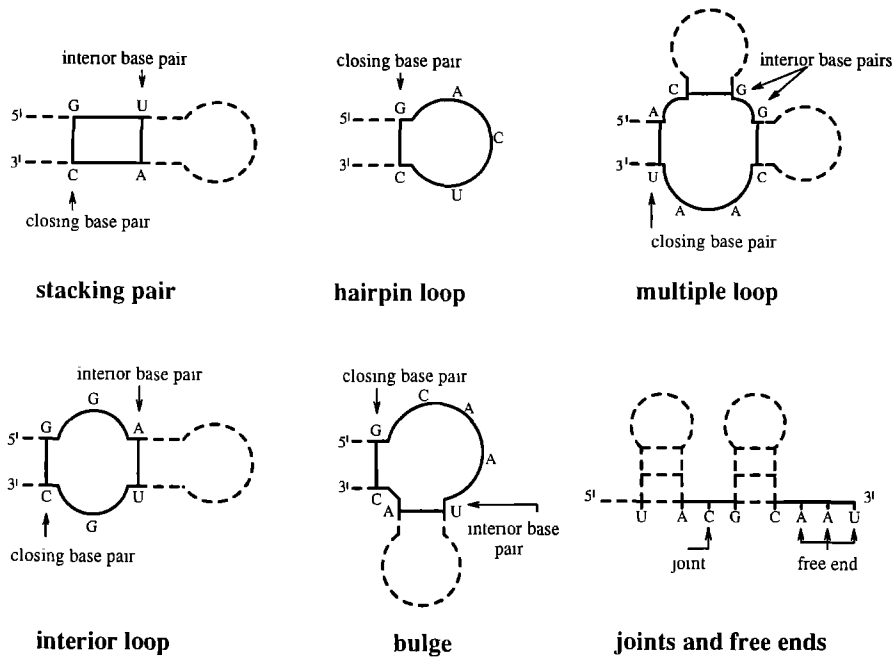 interior base pair
G U
5' 3'
C A
closing base pair
stacking pair
closing base pair
G A
5' C
3'
C U
hairpin loop
interior base pairs
C G
A G
5'
3'
U C
A A
closing base pair
multiple loop
interior base pair
G
G A
5'
3'
C U
G
closing base pair
interior loop
closing base pair
C A
G
5' A
3'
C
A U
interior base
pair
bulge
5' 3'
U A C G C A A U
joint free end
joints and free ends